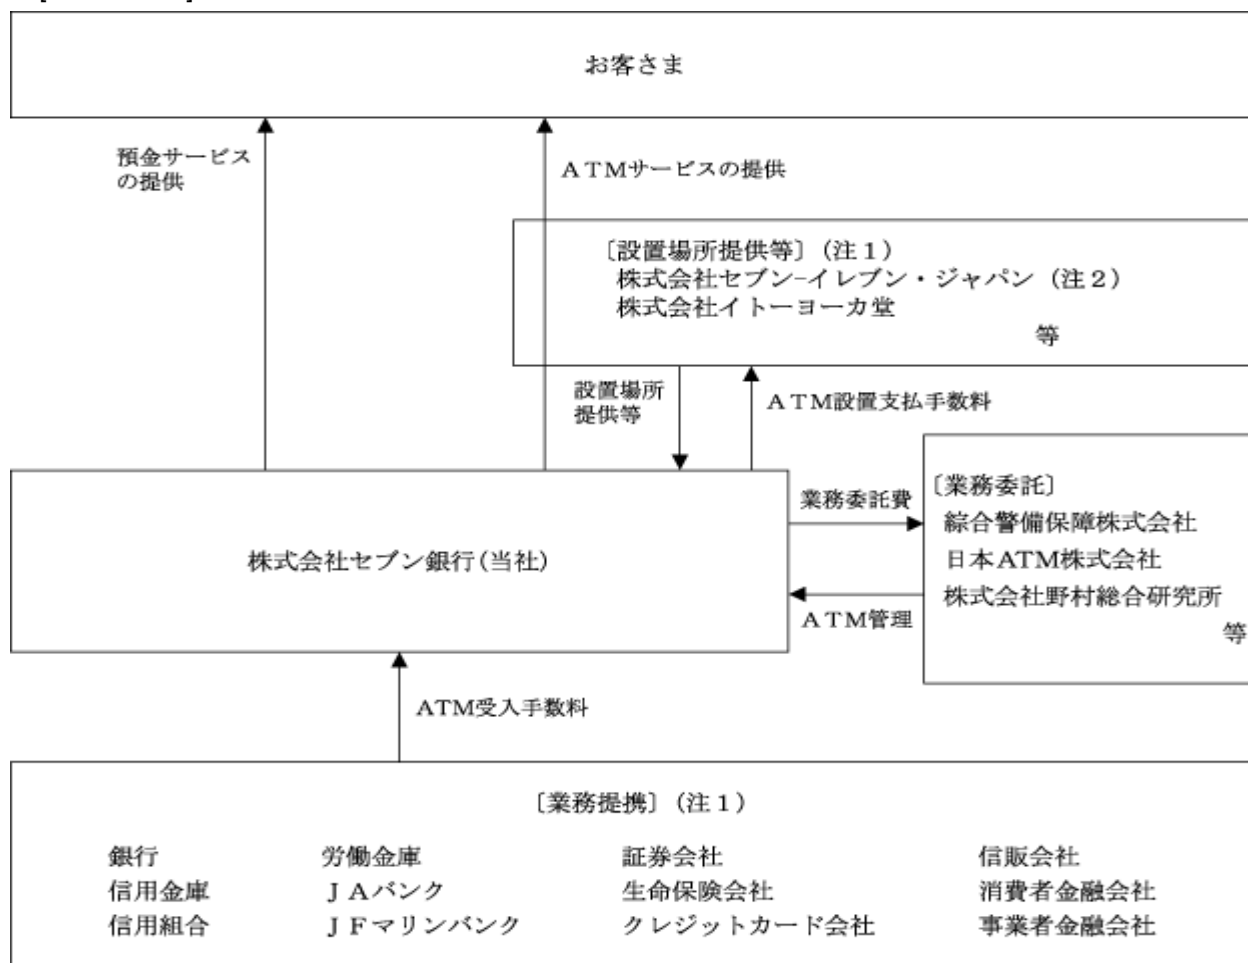 お客さま
預金サービス
の提供
ＡＴＭサービスの提供
〔設置場所提供等〕(注１)
株式会社セブン−イレブン・ジャパン (注２)
株式会社イトーヨーカ堂
等
設置場所
提供等
ＡＴＭ設置支払手数料
株式会社セブン銀行(当社)
業務委託費
ＡＴＭ管理
〔業務委託〕
綜合警備保障株式会社
日本ATM株式会社
株式会社野村総合研究所
等
ATM受入手数料
〔業務提携〕(注１)
銀行 労働金庫 証券会社 信販会社
信用金庫 ＪＡバンク 生命保険会社 消費者金融会社
信用組合 ＪＦマリンバンク クレジットカード会社 事業者金融会社